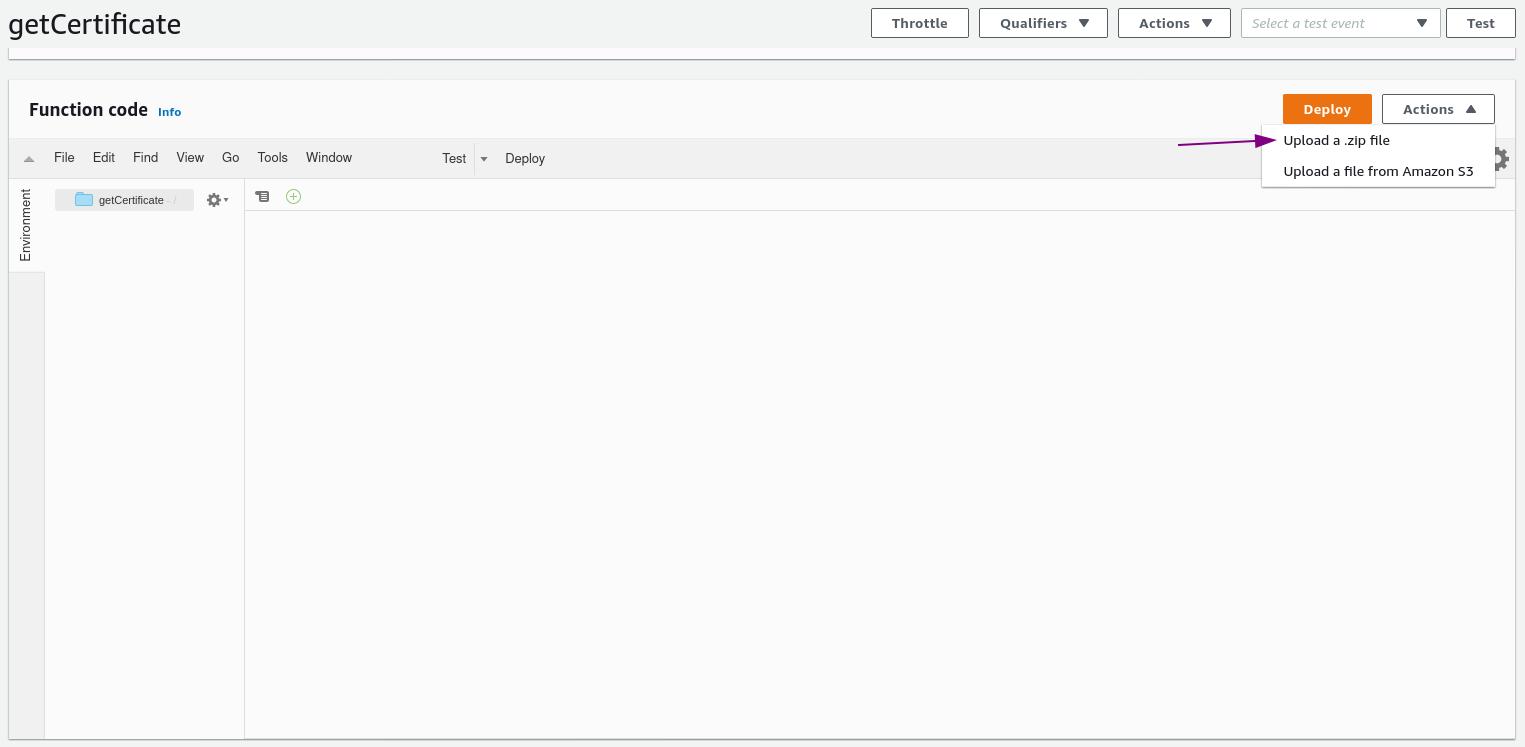 getCertificate
Throttle
Qualifiers
Actions
Select a test event
Test
Function code Info
Deploy
Actions
Upload a .zip file
Upload a file from Amazon S3
File Edit Find View Go Tools Window
Test
Deploy
Environment
getCertificate - /